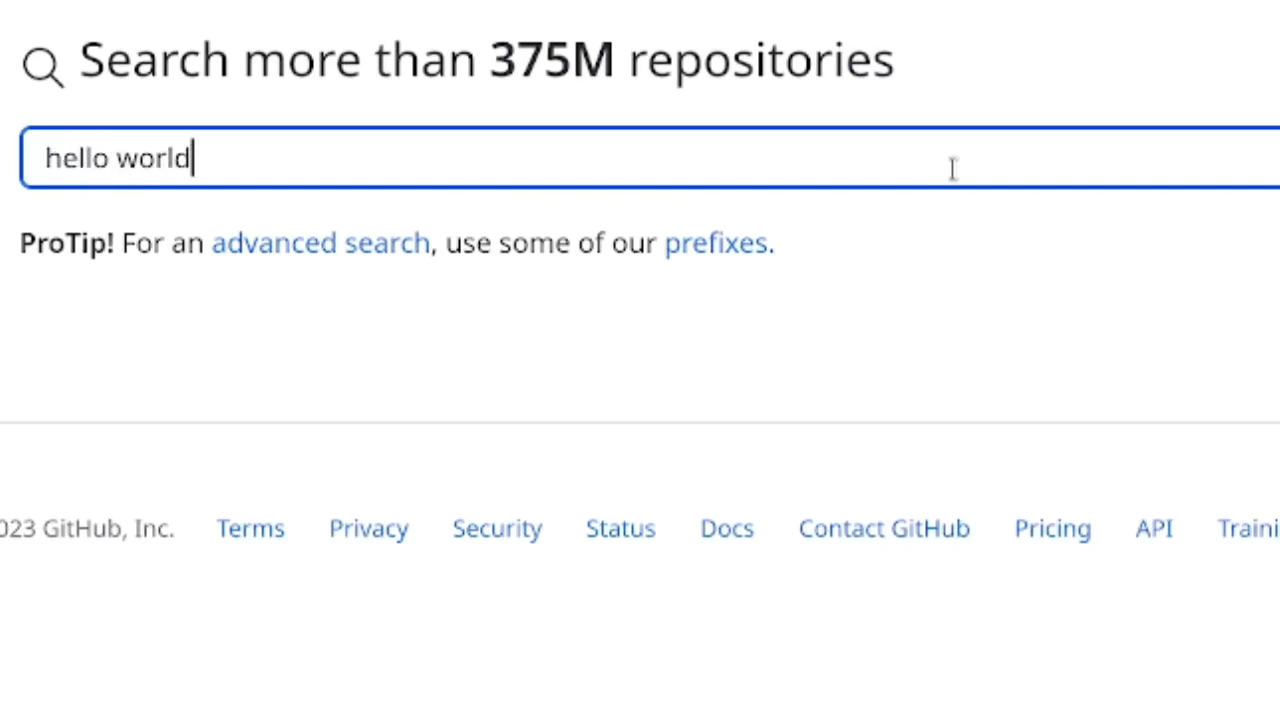 Search more than 375M repositories
hello world
ProTip! For an advanced search, use some of our prefixes.
023 GitHub, Inc. Terms Privacy Security Status Docs Contact GitHub Pricing API Traini